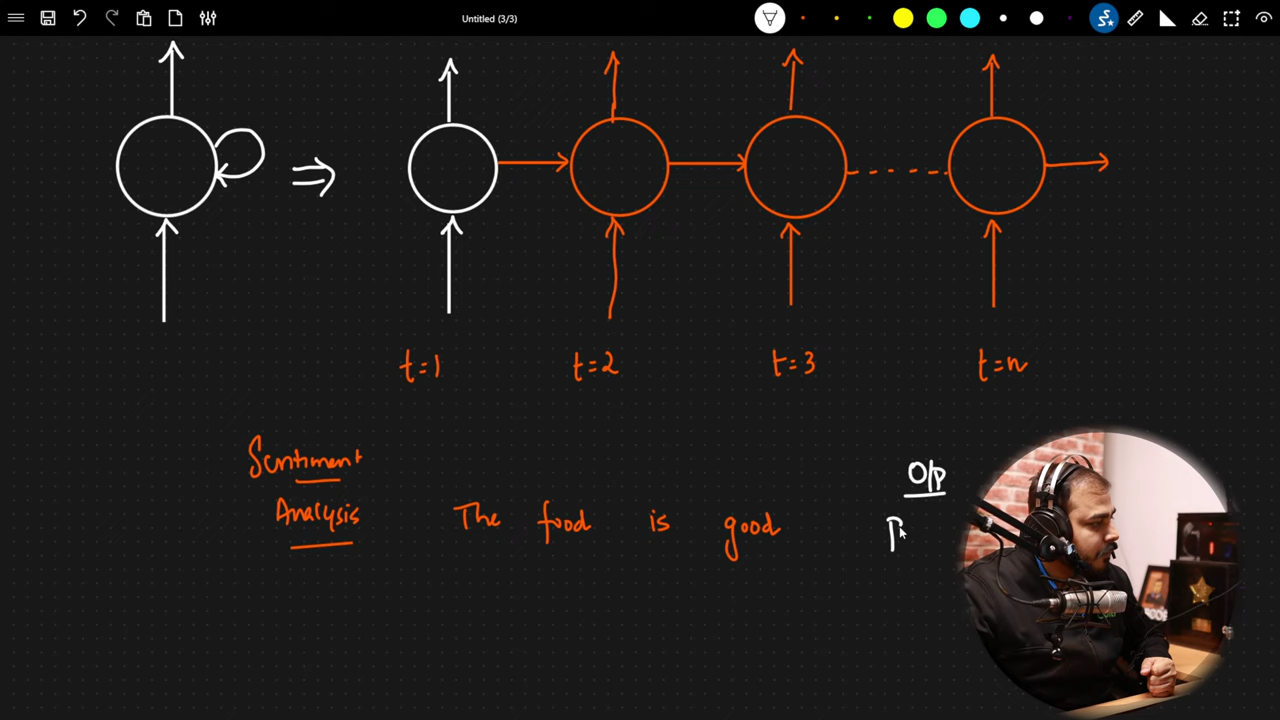 Untitled (3/3)
t=1 t=2 t=3 t=n
Sentiment
Analysis
The food is good
O/P